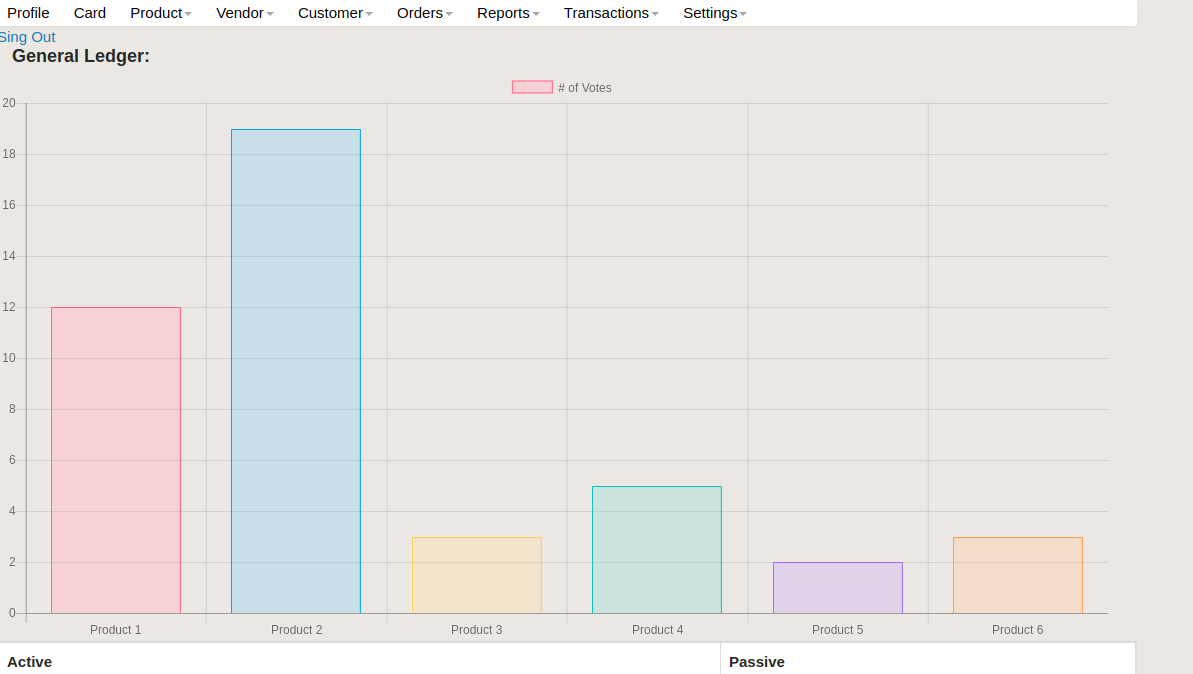 Profile Card Product Vendor Customer Orders Reports Transactions Settings
Sing Out
General Ledger:
# of Votes
20
18
16
14
12
10
8
6
4
2
0
Product 1 Product 2 Product 3 Product 4 Product 5 Product 6
Active Passive